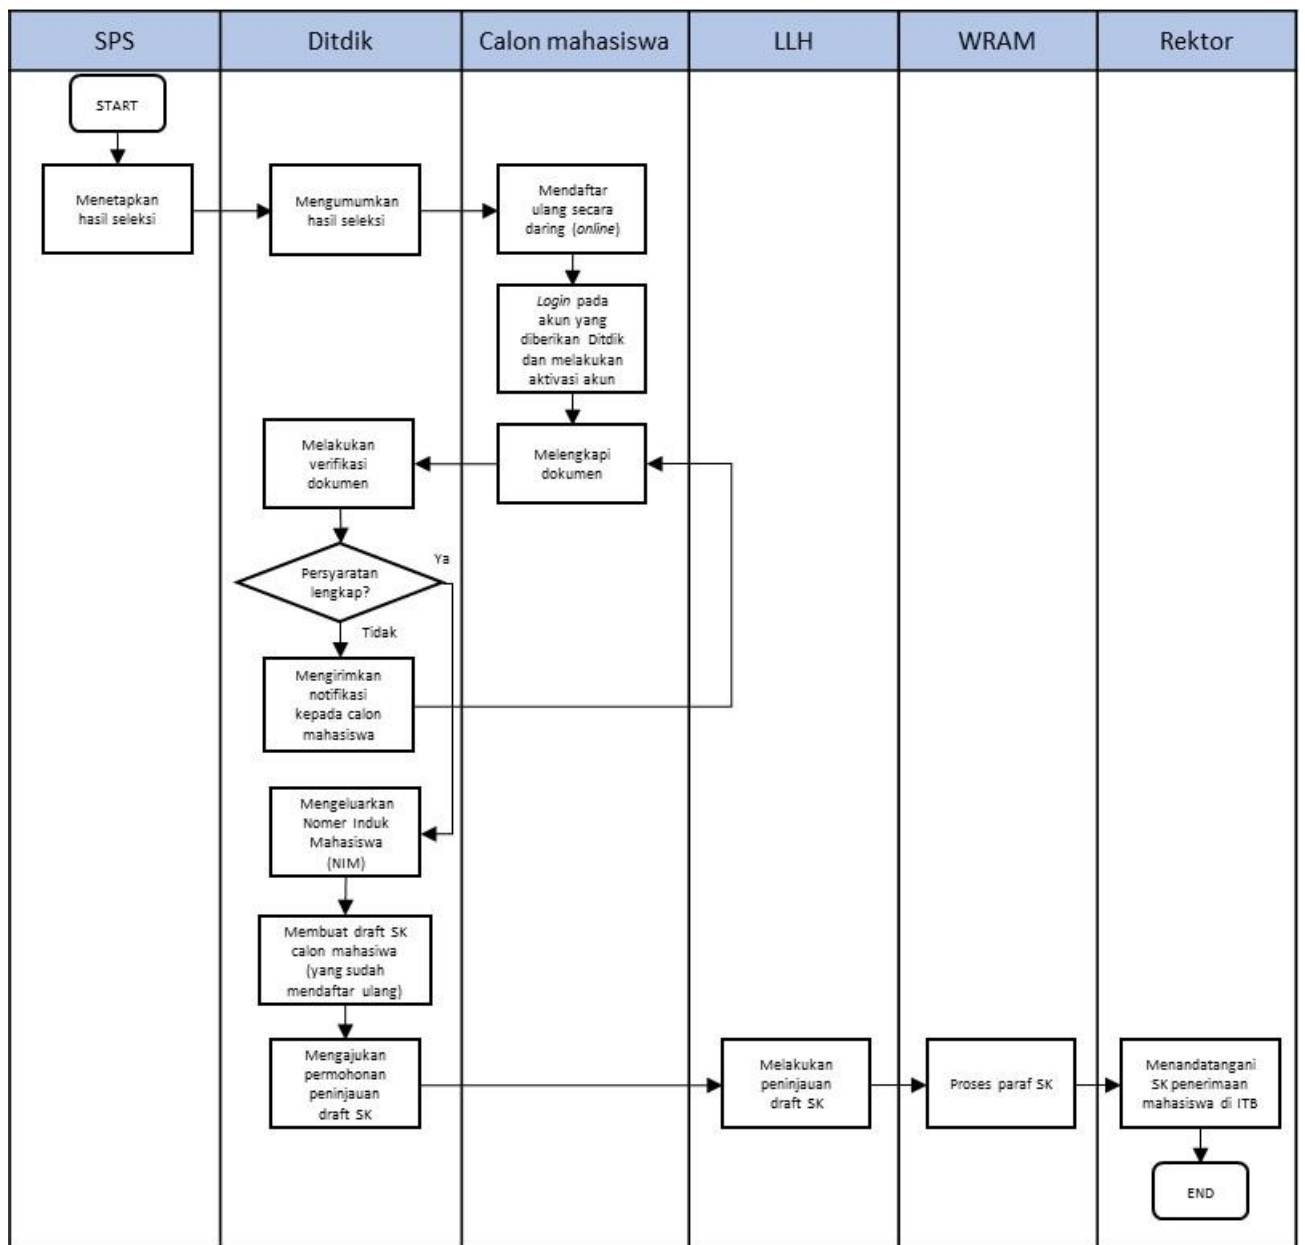 SPS
Ditdik
Calon mahasiswa
LLH
WRAM
Rektor
START
Menetapkan
hasil seleksi
Mengumumkan
hasil seleksi
Mendaftar
ulang secara
daring (online)
Login pada
akun yang
diberikan Ditdik
dan melakukan
aktivasi akun
Melengkapi
dokumen
Melakukan
verifikasi
dokumen
Persyaratan
lengkap?
Ya
Tidak
Mengirimkan
notifikasi
kepada calon
mahasiswa
Mengeluarkan
Nomer Induk
Mahasiswa
(NIM)
Membuat draft SK
calon mahasiwa
(yang sudah
mendaftar ulang)
Mengajukan
permohonan
peninjauan
draft SK
Melakukan
peninjauan
draft SK
Proses paraf SK
Menandatangani
SK penerimaan
mahasiswa di ITB
END